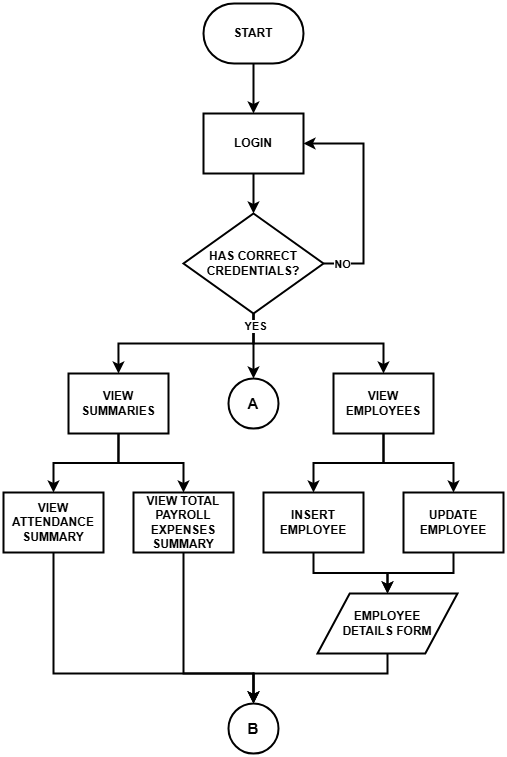 START
LOGIN
HAS CORRECT
CREDENTIALS?
NO
YES
VIEW
SUMMARIES
A
VIEW
EMPLOYEES
VIEW
ATTENDANCE
SUMMARY
VIEW TOTAL
PAYROLL
EXPENSES
SUMMARY
INSERT
EMPLOYEE
UPDATE
EMPLOYEE
EMPLOYEE
DETAILS FORM
B